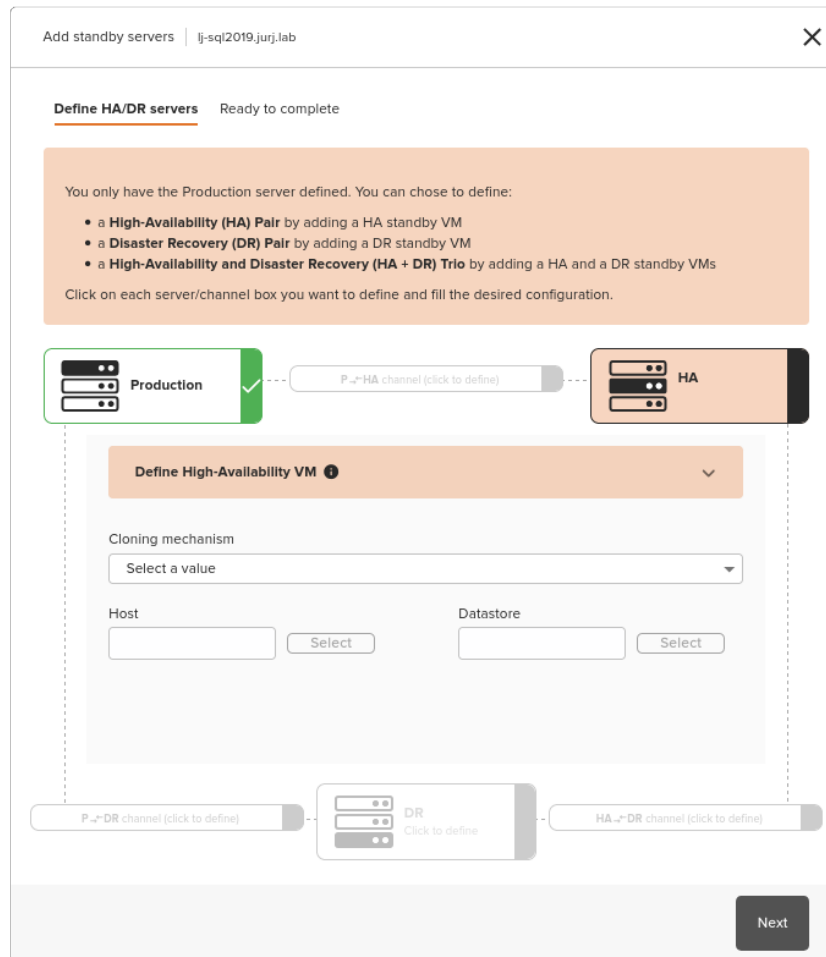 Add standby servers lj-sql2019.jurj.lab
Define HA/DR servers Ready to complete
You only have the Production server defined. You can chose to define:
• a High-Availability (HA) Pair by adding a HA standby VM
• a Disaster Recovery (DR) Pair by adding a DR standby VM
• a High-Availability and Disaster Recovery (HA + DR) Trio by adding a HA and a DR standby VMs
Click on each server/channel box you want to define and fill the desired configuration.
Production
P→←HA channel (click to define)
HA
Define High-Availability VM
Cloning mechanism
Select a value
Host Datastore
Select Select
P→←DR channel (click to define)
DR
Click to define
HA→←DR channel (click to define)
Next